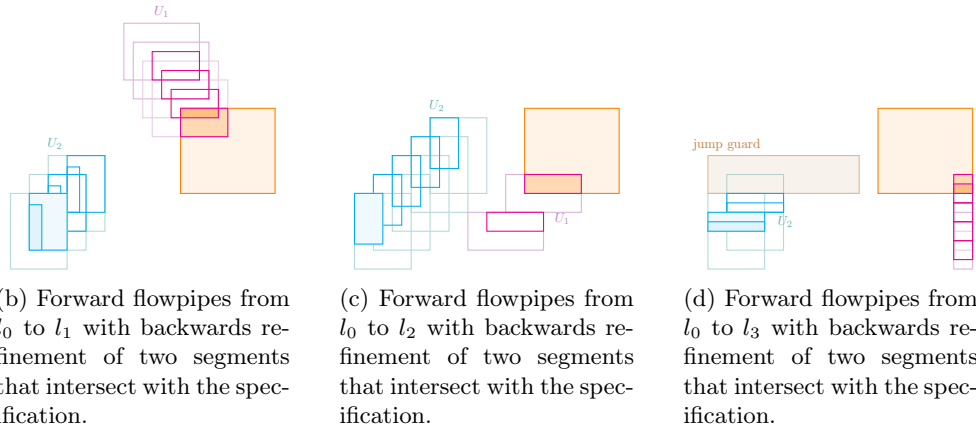 U₁
U₂
U₂
U₁
jump guard
U₂
(b) Forward flowpipes from
l₀ to l₁ with backwards re-
finement of two segments
that intersect with the spec-
ification.
(c) Forward flowpipes from
l₀ to l₂ with backwards re-
finement of two segments
that intersect with the spec-
ification.
(d) Forward flowpipes from
l₀ to l₃ with backwards re-
finement of two segments
that intersect with the spec-
ification.